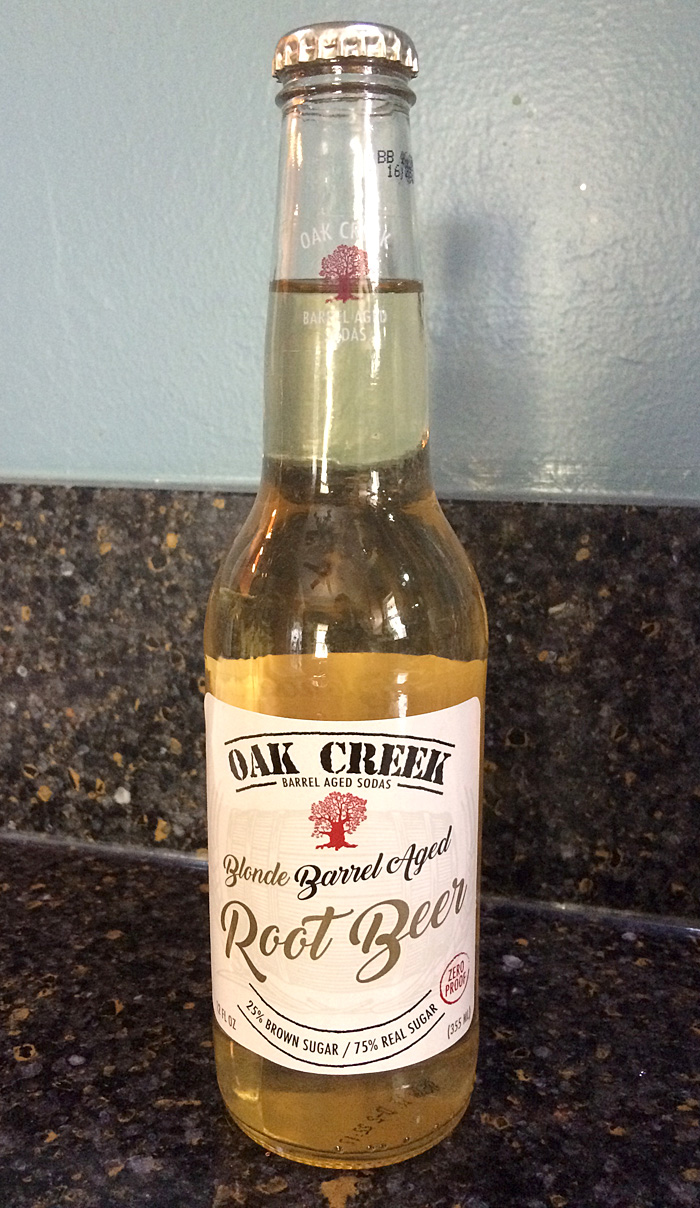 BB
OAK CREEK
BARREL AGED
SODAS
OAK CREEK
BARREL AGED SODAS
Blonde Barrel Aged
Root Beer
ZERO
PROOF!
25% BROWN SUGAR / 75% REAL SUGAR
12 FL OZ
(355 ML)